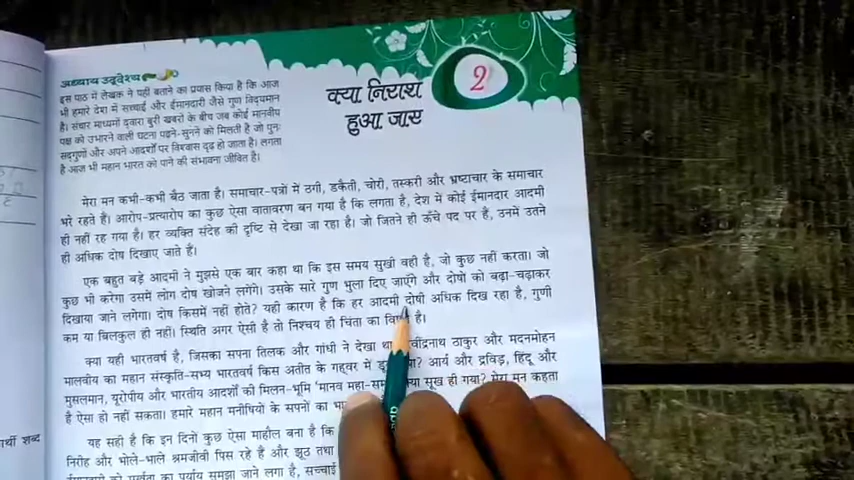 अध्याय उद्देश्य
इस पाठ में लेखक ने यही बताने का प्रयास किया है कि आज
भी हमारे देश में सच्चाई और ईमानदारी जैसे गुण विद्यमान
हैं। संचार माध्यमों द्वारा बुरी खबरों के बीच जब कोई मानवीय
पक्ष को उभारने वाली घटना पढ़ने-सुनने को मिलती है जो पुनः
सद्गुणों और अपने आदर्शों पर विश्वास दृढ़ हो जाता है। लगता
है आज भी महान भारत को पाने की संभावना जीवित है।
2
क्या निराश
हुआ जाए
मेरा मन कभी-कभी बैठ जाता है। समाचार-पत्रों में ठगी, डकैती, चोरी, तस्करी और भ्रष्टाचार के समाचार
भरे रहते हैं। आरोप-प्रत्यारोप का कुछ ऐसा वातावरण बन गया है कि लगता है, देश में कोई ईमानदार आदमी
ही नहीं रह गया है। हर व्यक्ति संदेह की दृष्टि से देखा जा रहा है, जो जितने ही ऊँचे पद पर है, उनमें उतने
ही अधिक दोष दिखाए जाते हैं।
एक बहुत बड़े आदमी ने मुझसे एक बार कहा था कि इस समय सुखी वही है, जो कुछ नहीं करता। जो
कुछ भी करेगा उसमें लोग दोष खोजने लगेंगे। उसके सारे गुण भुला दिए जाएँगे और दोषों को बढ़ा-चढ़ाकर
दिखाया जाने लगेगा। दोष किसमें नहीं होते? यही कारण है कि हर आदमी दोषी अधिक दिख रहा है, गुणी
कम या बिलकुल ही नहीं। स्थिति अगर ऐसी है तो निश्चय ही चिंता का विषय है।
क्या यही भारतवर्ष है, जिसका सपना तिलक और गांधी ने देखा था? रवींद्रनाथ ठाकुर और मदनमोहन
मालवीय का महान संस्कृति-सभ्य भारतवर्ष किस अतीत के गह्वर में डूब गया? आर्य और द्रविड़, हिंदू और
मुसलमान, यूरोपीय और भारतीय आदर्शों की मिलन-भूमि 'मानव महा-समुद्र' क्या सूख ही गया? मेरा मन कहता
है ऐसा हो नहीं सकता। हमारे महान मनीषियों के सपनों का
यह सही है कि इन दिनों कुछ ऐसा माहौल बना है कि
निरीह और भोले-भाले श्रमजीवी पिस रहे हैं और झूठ तथा
पर्याय समझा जाने लगा है, सच्चाई
पार्थों में शब्द